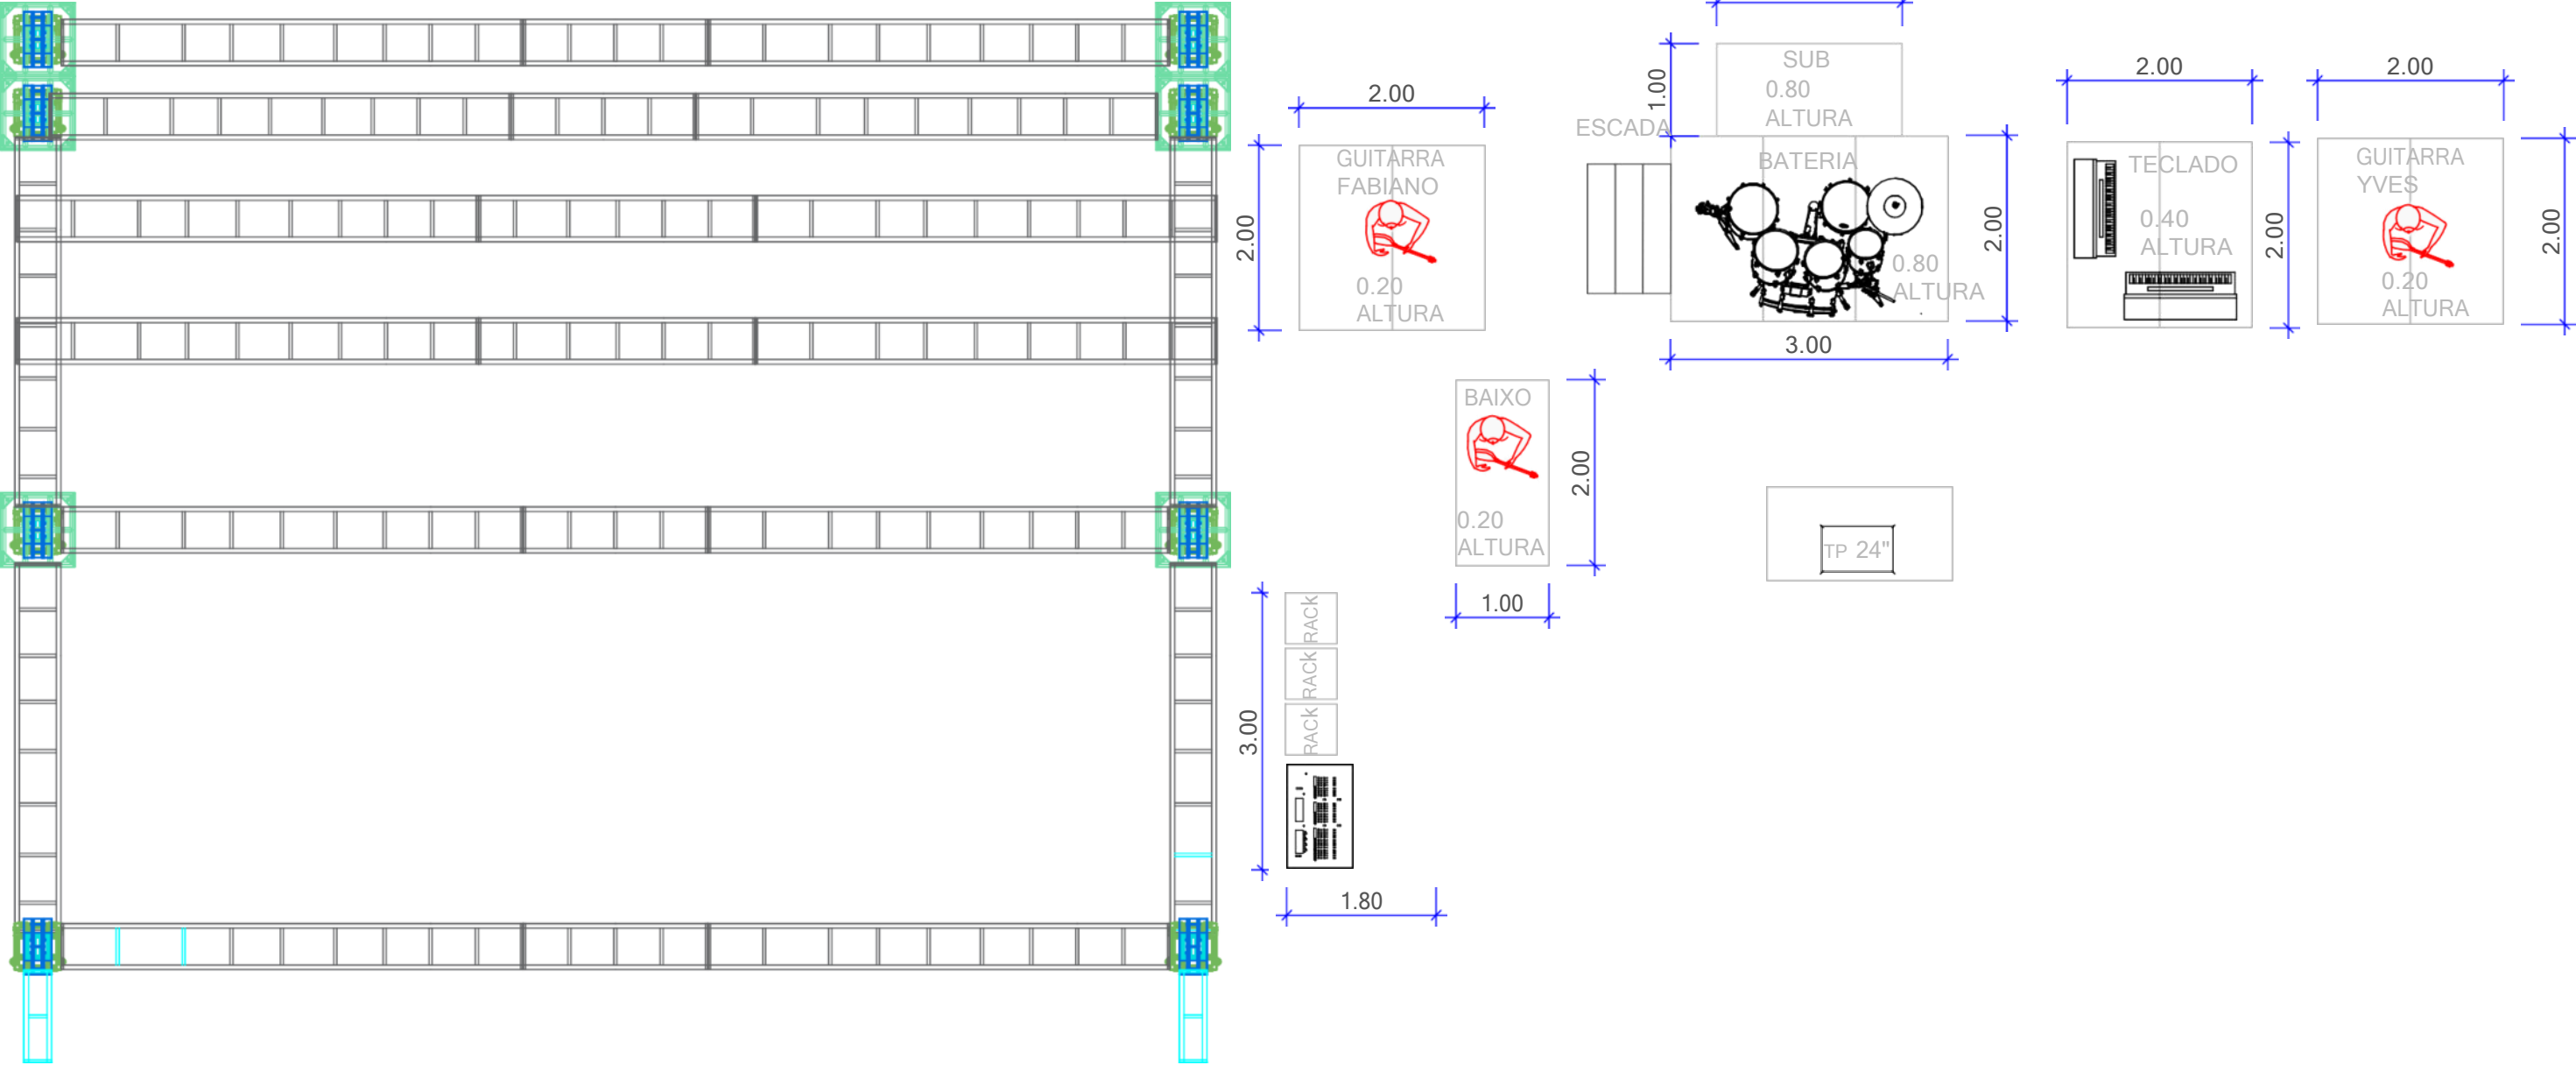 2.00
GUITARRA
FABIANO
2.00
0.20
ALTURA
1.00
SUB
0.80
ALTURA
ESCADA
BATERIA
0.80
ALTURA
2.00
3.00
2.00
TECLADO
0.40
ALTURA
2.00
2.00
GUITARRA
YVES
0.20
ALTURA
2.00
BAIXO
0.20
ALTURA
2.00
1.00
TP 24"
RACK
RACK
RACK
3.00
1.80